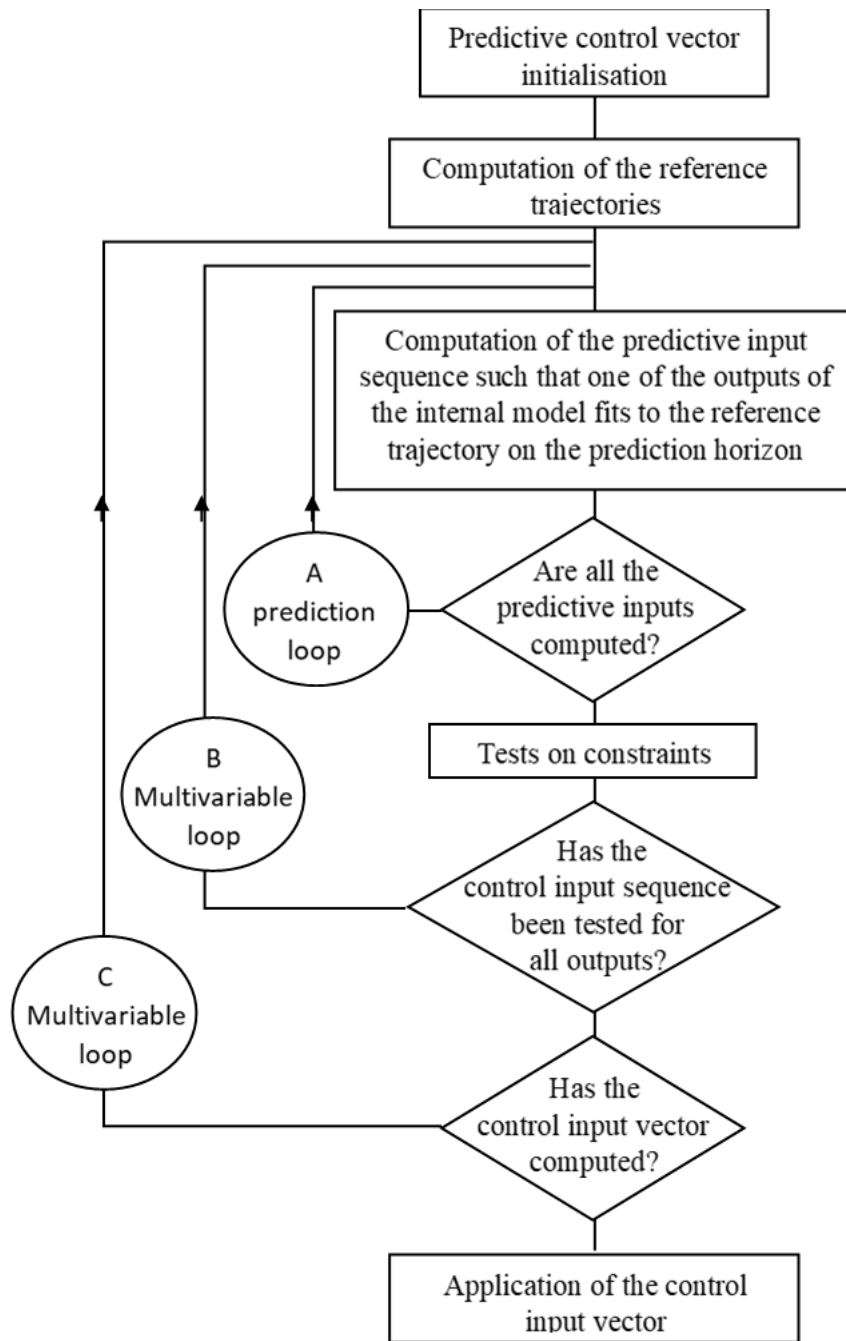 Predictive control vector
initialisation
Computation of the reference
trajectories
Computation of the predictive input
sequence such that one of the outputs of
the internal model fits to the reference
trajectory on the prediction horizon
A
prediction
loop
Are all the
predictive inputs
computed?
Tests on constraints
B
Multivariable
loop
Has the
control input sequence
been tested for
all outputs?
C
Multivariable
loop
Has the
control input vector
computed?
Application of the control
input vector